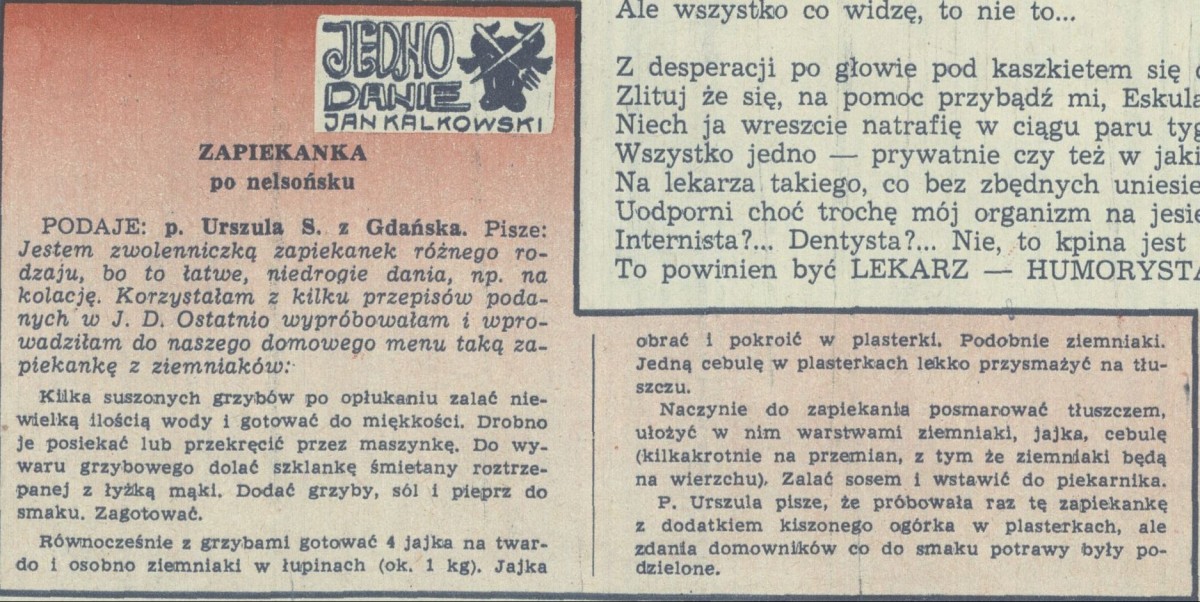 JEDNO
DANIE
JAN KALKOWSKI
ZAPIEKANKA
po nelsońsku
PODAJE: p. Urszula S. z Gdańska. Pisze:
Jestem zwolenniczką zapiekanek różnego ro-
dzaju, bo to łatwe, niedrogie dania, np. na
kolację. Korzystałam z kilku przepisów poda-
nych w J. D. Ostatnio wypróbowałam i wpro-
wadziłam do naszego domowego menu taką za-
piekankę z ziemniaków:
Kilka suszonych grzybów po opłukaniu zalać nie-
wielką ilością wody i gotować do miękkości. Drobno
je posiekać lub przekręcić przez maszynkę. Do wy-
waru grzybowego dolać szklankę śmietany roztrze-
panej z łyżką mąki. Dodać grzyby, sól i pieprz do
smaku. Zagotować.
Równocześnie z grzybami gotować 4 jajka na twar-
do i osobno ziemniaki w łupinach (ok. 1 kg). Jajka
obrać i pokroić w plasterki. Podobnie ziemniaki.
Jedną cebulę w plasterkach lekko przysmażyć na tłu-
szczu.
Naczynie do zapiekania posmarować tłuszczem,
ułożyć w nim warstwami ziemniaki, jajka, cebulę
(kilkakrotnie na przemian, z tym że ziemniaki będą
na wierzchu). Zalać sosem i wstawić do piekarnika.
P. Urszula pisze, że próbowała raz tę zapiekankę
z dodatkiem kiszonego ogórka w plasterkach, ale
zdania domowników co do smaku potrawy były po-
dzielone.
Ale wszystko co widzę, to nie to...
Z desperacji po głowie pod kaszkietem się
Zlituj że się, na pomoc przybądź mi, Eskula
Niech ja wreszcie natrafię w ciągu paru tyg
Wszystko jedno — prywatnie czy też w jaki
Na lekarza takiego, co bez zbędnych uniesie
Uodporni choć trochę mój organizm na jesie
Internista?... Dentysta?... Nie, to kpina jest
To powinien być LEKARZ — HUMORYSTA